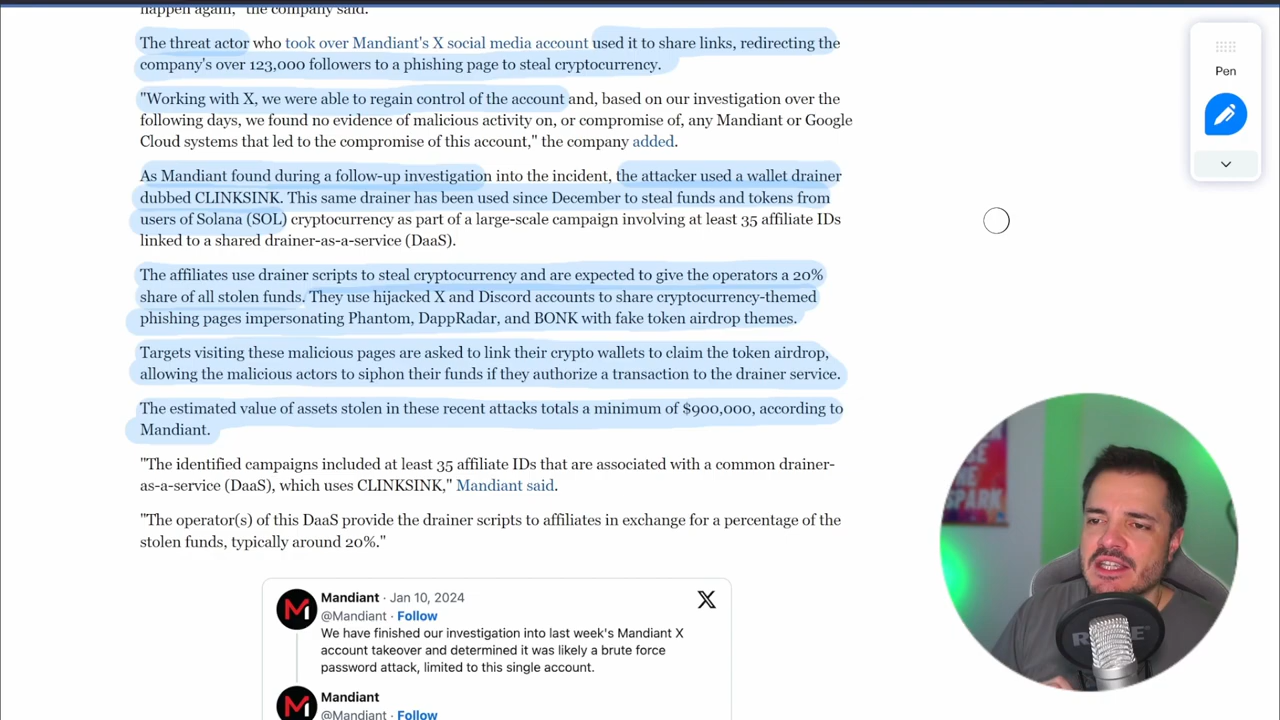 happen again," the company said.
The threat actor who took over Mandiant's X social media account used it to share links, redirecting the
company's over 123,000 followers to a phishing page to steal cryptocurrency.
"Working with X, we were able to regain control of the account and, based on our investigation over the
following days, we found no evidence of malicious activity on, or compromise of, any Mandiant or Google
Cloud systems that led to the compromise of this account," the company added.
As Mandiant found during a follow-up investigation into the incident, the attacker used a wallet drainer
dubbed CLINKSINK. This same drainer has been used since December to steal funds and tokens from
users of Solana (SOL) cryptocurrency as part of a large-scale campaign involving at least 35 affiliate IDs
linked to a shared drainer-as-a-service (DaaS).
The affiliates use drainer scripts to steal cryptocurrency and are expected to give the operators a 20%
share of all stolen funds. They use hijacked X and Discord accounts to share cryptocurrency-themed
phishing pages impersonating Phantom, DappRadar, and BONK with fake token airdrop themes.
Targets visiting these malicious pages are asked to link their crypto wallets to claim the token airdrop,
allowing the malicious actors to siphon their funds if they authorize a transaction to the drainer service.
The estimated value of assets stolen in these recent attacks totals a minimum of $900,000, according to
Mandiant.
"The identified campaigns included at least 35 affiliate IDs that are associated with a common drainer-
as-a-service (DaaS), which uses CLINKSINK," Mandiant said.
"The operator(s) of this DaaS provide the drainer scripts to affiliates in exchange for a percentage of the
stolen funds, typically around 20%."
Mandiant · Jan 10, 2024
@Mandiant · Follow
We have finished our investigation into last week's Mandiant X
account takeover and determined it was likely a brute force
password attack, limited to this single account.
Mandiant
@Mandiant · Follow
Pen
THE
SPARK